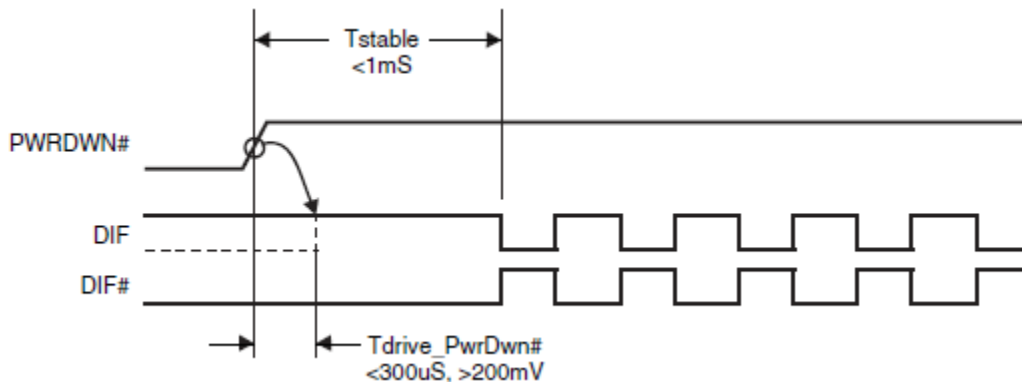 Tstable
<1mS
PWRDWN#
DIF
DIF#
Tdrive_PwrDwn#
<300uS, >200mV